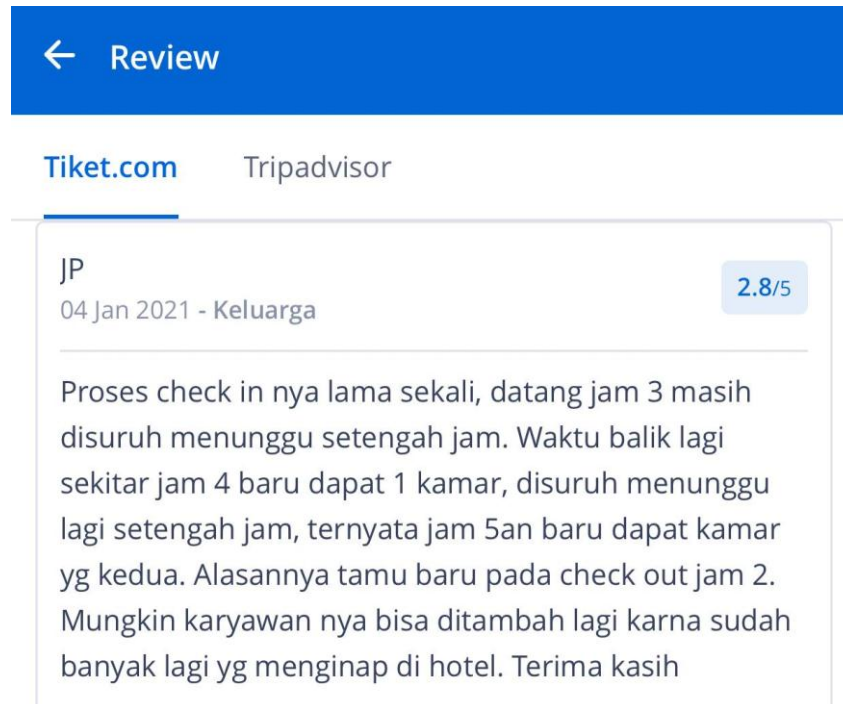 ← Review
Tiket.com Tripadvisor
JP
2.8/5
04 Jan 2021 - Keluarga
Proses check in nya lama sekali, datang jam 3 masih
disuruh menunggu setengah jam. Waktu balik lagi
sekitar jam 4 baru dapat 1 kamar, disuruh menunggu
lagi setengah jam, ternyata jam 5an baru dapat kamar
yg kedua. Alasannya tamu baru pada check out jam 2.
Mungkin karyawan nya bisa ditambah lagi karna sudah
banyak lagi yg menginap di hotel. Terima kasih